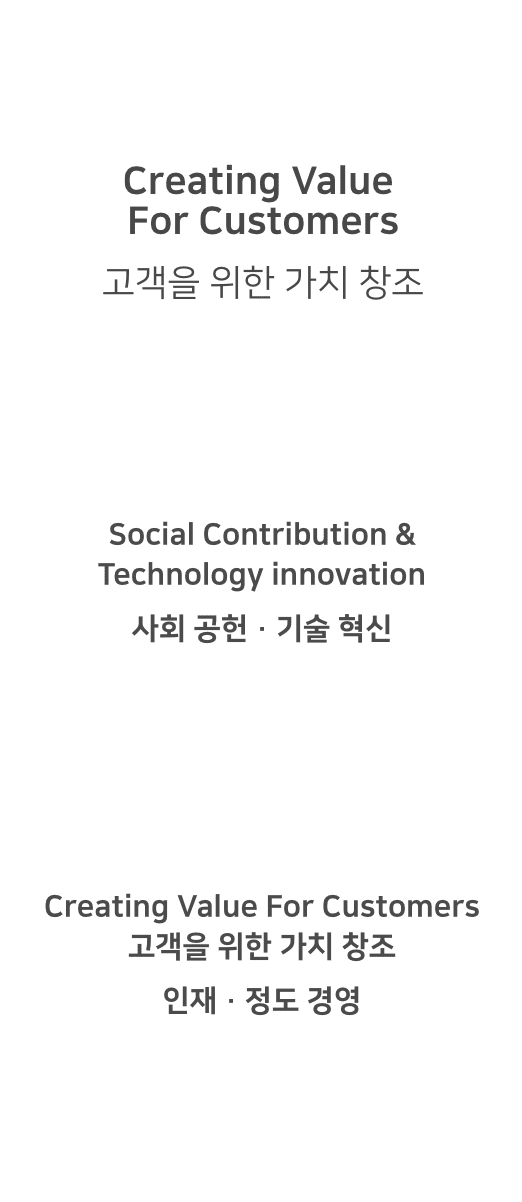 Creating Value
For Customers
고객을 위한 가치 창조
Social Contribution &
Technology innovation
사회 공헌 · 기술 혁신
Creating Value For Customers
고객을 위한 가치 창조
인재 · 정도 경영